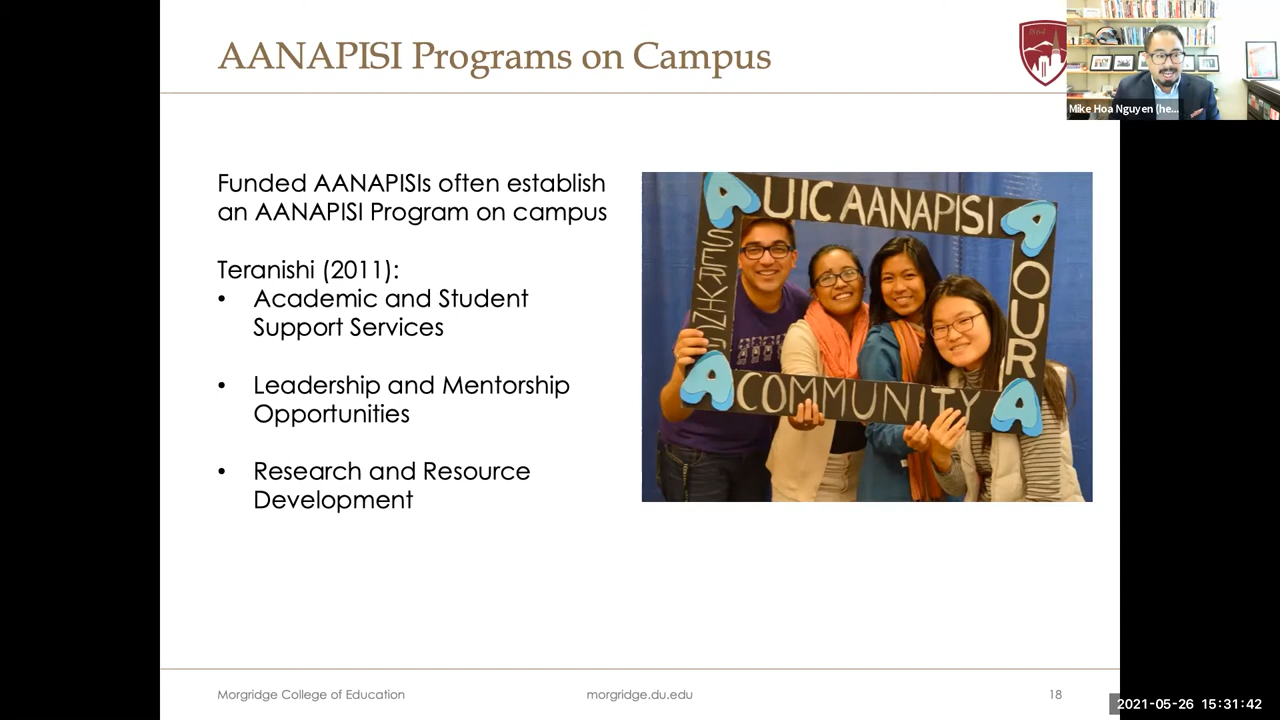 AANAPISI Programs on Campus
Mike Hoa Nguyen (he...
Funded AANAPISIs often establish
an AANAPISI Program on campus
Teranishi (2011):
• Academic and Student
Support Services
• Leadership and Mentorship
Opportunities
• Research and Resource
Development
UIC AANAPISI
OUR
COMMUNITY
Morgridge College of Education
morgridge.du.edu
18
2021-05-26 15:31:42